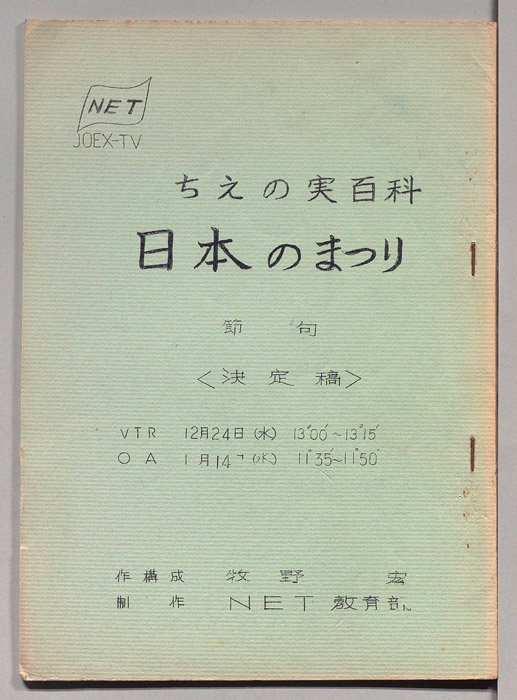 NET
JOEX-TV
ちえの実百科
日本のまつり
節句
<決定稿>
VTR 12月24日(水) 13°00′~13°15′
OA 1月14日(水) 11°35′~11°50′
作構成 牧野 宏
制作 NET教育部